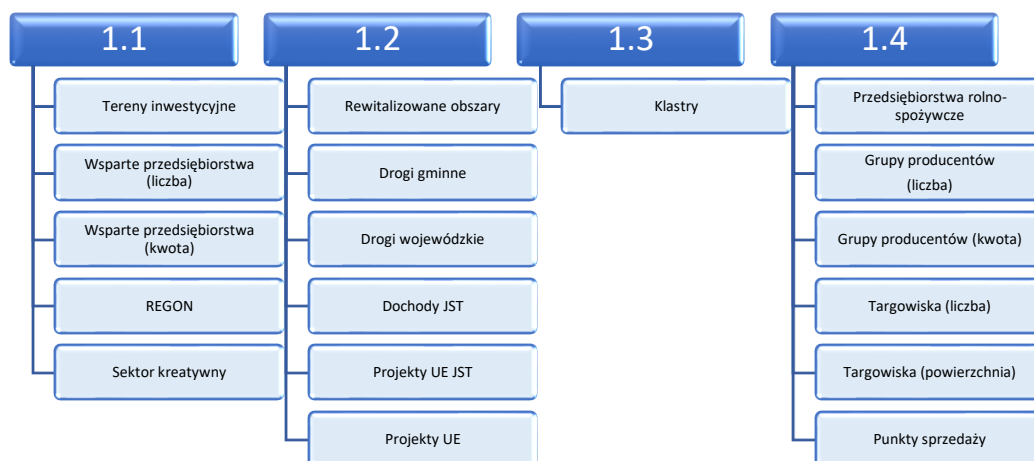 1.1
Tereny inwestycyjne
Wsparte przedsiębiorstwa
(liczba)
Wsparte przedsiębiorstwa
(kwota)
REGON
Sektor kreatywny
1.2
Rewitalizowane obszary
Drogi gminne
Drogi wojewódzkie
Dochody JST
Projekty UE JST
Projekty UE
1.3
Klastry
1.4
Przedsiębiorstwa rolno-
spożywcze
Grupy producentów
(liczba)
Grupy producentów (kwota)
Targowiska (liczba)
Targowiska (powierzchnia)
Punkty sprzedaży